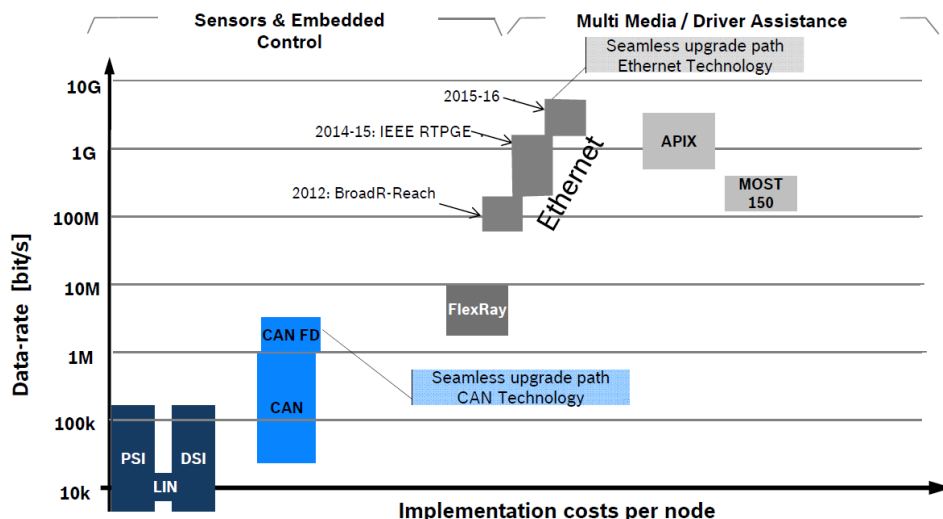 Sensors & Embedded
Control
Multi Media / Driver Assistance
Seamless upgrade path
Ethernet Technology
10G
2015-16
2014-15: IEEE RTPGE
APIX
1G
MOST
150
2012: BroadR-Reach
Ethernet
100M
Data-rate [bit/s]
10M
FlexRay
CAN FD
1M
Seamless upgrade path
CAN Technology
CAN
100k
PSI
DSI
LIN
10k
Implementation costs per node